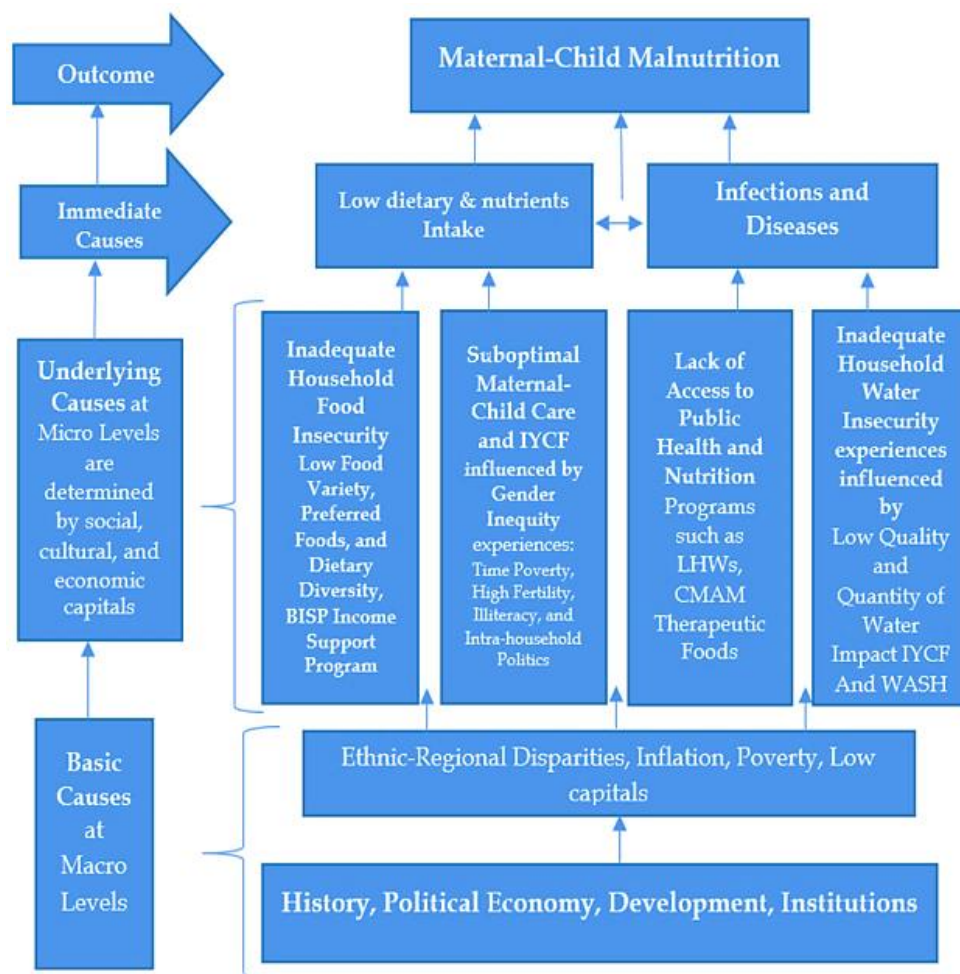 Outcome
Maternal-Child Malnutrition
Immediate
Causes
Low dietary & nutrients
Intake
Infections and
Diseases
Underlying
Causes at
Micro Levels
are
determined
by social,
cultural, and
economic
capitals
Inadequate
Household
Food
Insecurity
Low Food
Variety,
Preferred
Foods, and
Dietary
Diversity,
BISP Income
Support
Program
Suboptimal
Maternal-
Child Care
and IYCF
influenced by
Gender
Inequity
experiences:
Time Poverty,
High Fertility,
Illiteracy, and
Intra-household
Politics
Lack of
Access to
Public
Health and
Nutrition
Programs
such as
LHWs,
CMAM
Therapeutic
Foods
Inadequate
Household
Water
Insecurity
experiences
influenced
by
Low Quality
and
Quantity of
Water
Impact IYCF
And WASH
Basic
Causes
at
Macro
Levels
Ethnic-Regional Disparities, Inflation, Poverty, Low
capitals
History, Political Economy, Development, Institutions